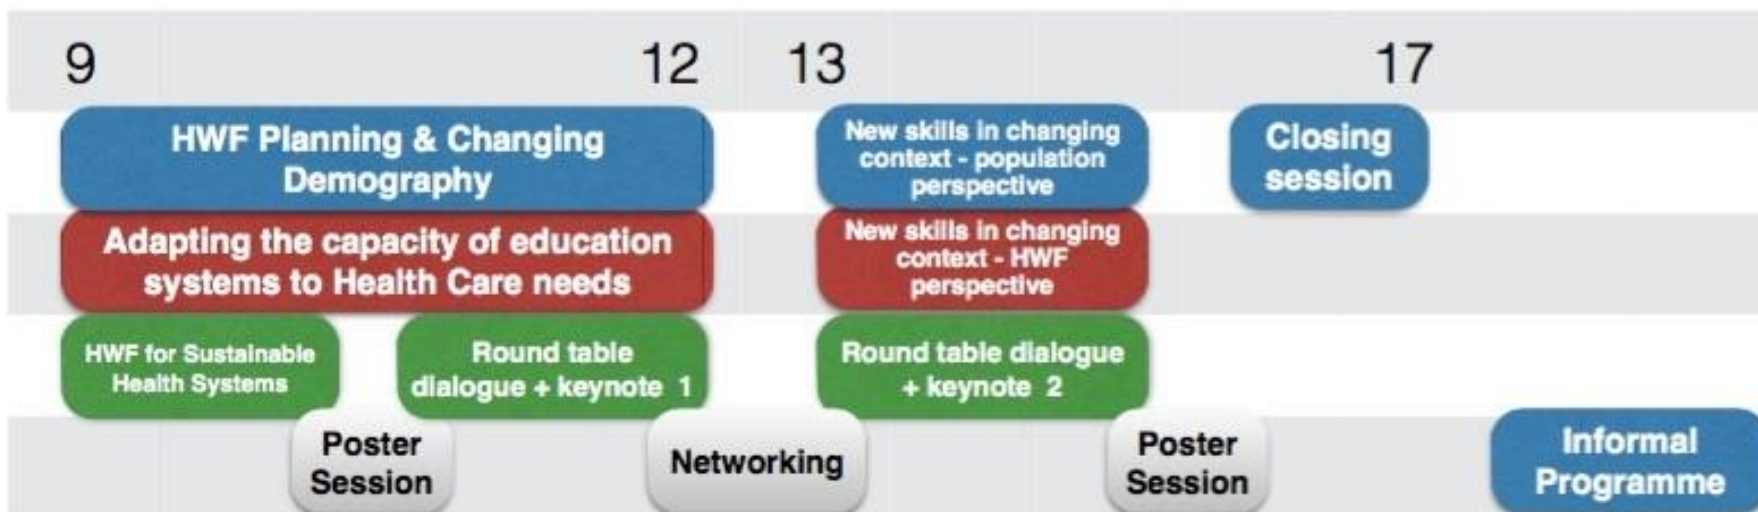 9 12 13 17
HWF Planning & Changing
Demography
New skills in changing
context - population
perspective
Closing
session
Adapting the capacity of education
systems to Health Care needs
New skills in changing
context - HWF
perspective
HWF for Sustainable
Health Systems
Round table
dialogue + keynote 1
Round table dialogue
+ keynote 2
Poster
Session
Networking
Poster
Session
Informal
Programme